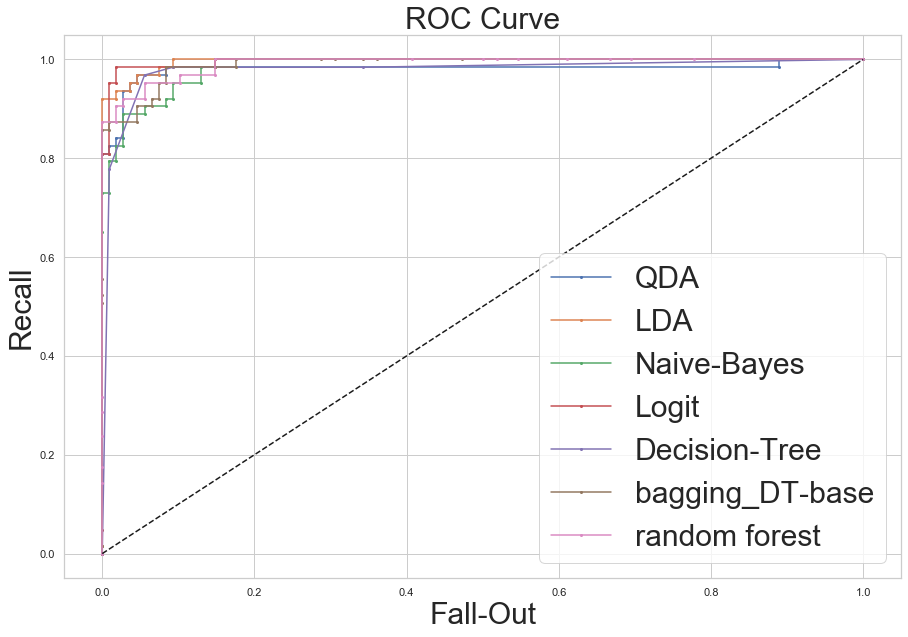 ROC Curve
1.0
0.8
0.6
0.4
0.2
0.0
Recall
QDA
LDA
Naive-Bayes
Logit
Decision-Tree
bagging_DT-base
random forest
0.0 0.2 0.4 0.6 0.8 1.0
Fall-Out